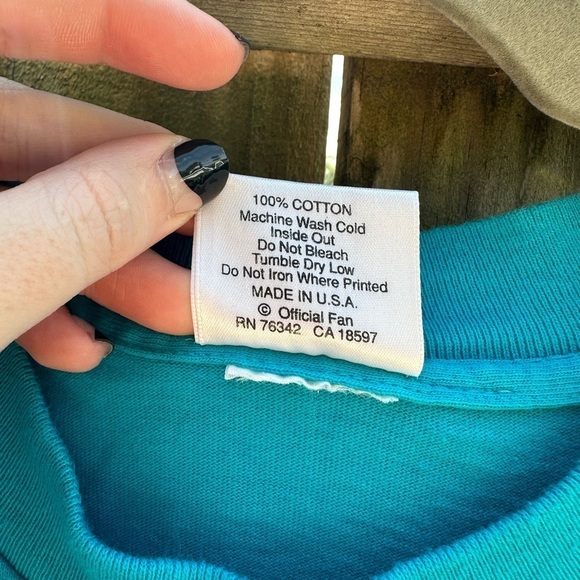 100% COTTON
Machine Wash Cold
Inside Out
Do Not Bleach
Tumble Dry Low
Do Not Iron Where Printed
MADE IN U.S.A.
© Official Fan
RN 76342 CA 18597